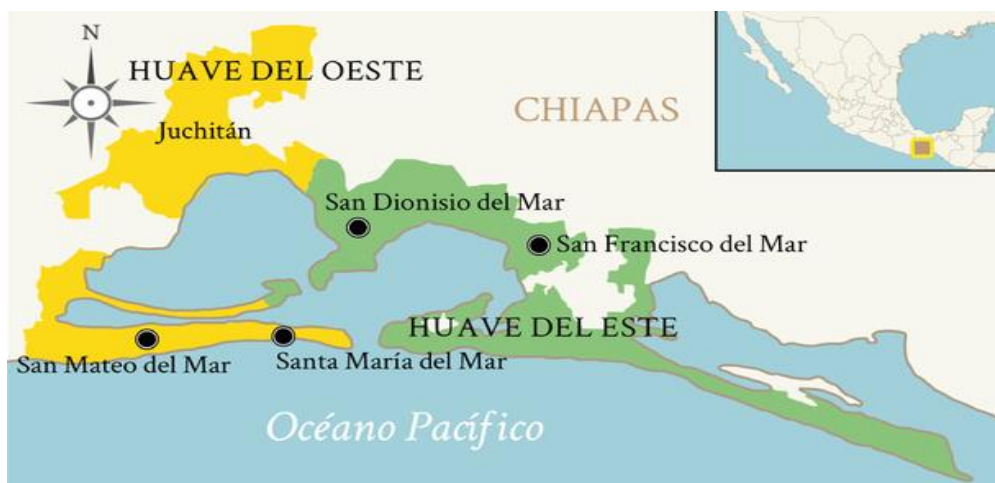 N
HUAVE DEL OESTE
CHIAPAS
Juchitán
San Dionisio del Mar
San Francisco del Mar
HUAVE DEL ESTE
San Mateo del Mar
Santa María del Mar
Océano Pacífico